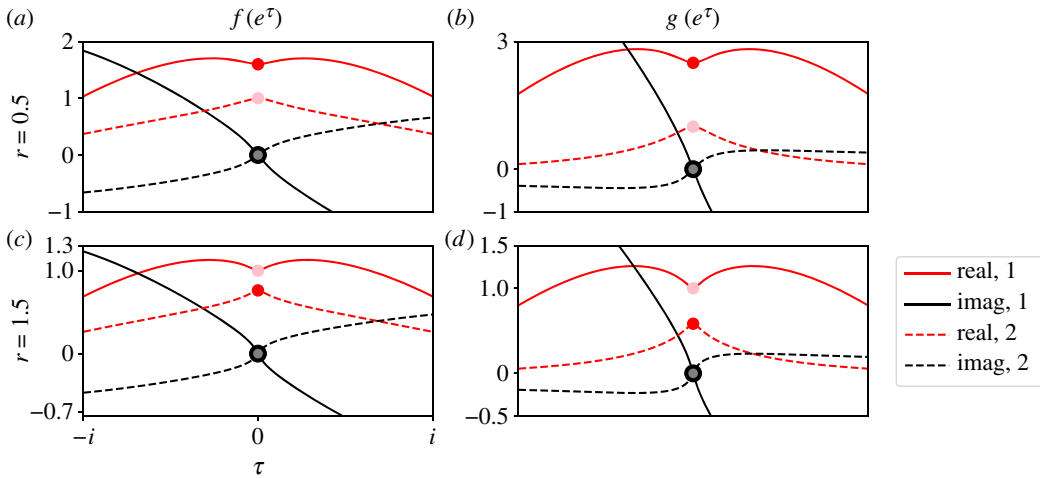 (a) f (e^τ) (b) g (e^τ)
2
1
0
−1
r = 0.5
3
0
−1
(c) (d)
1.3
1.0
0
−0.7
r = 1.5
1.5
1.0
0
−0.5
−i 0 i
τ
real, 1
imag, 1
real, 2
imag, 2